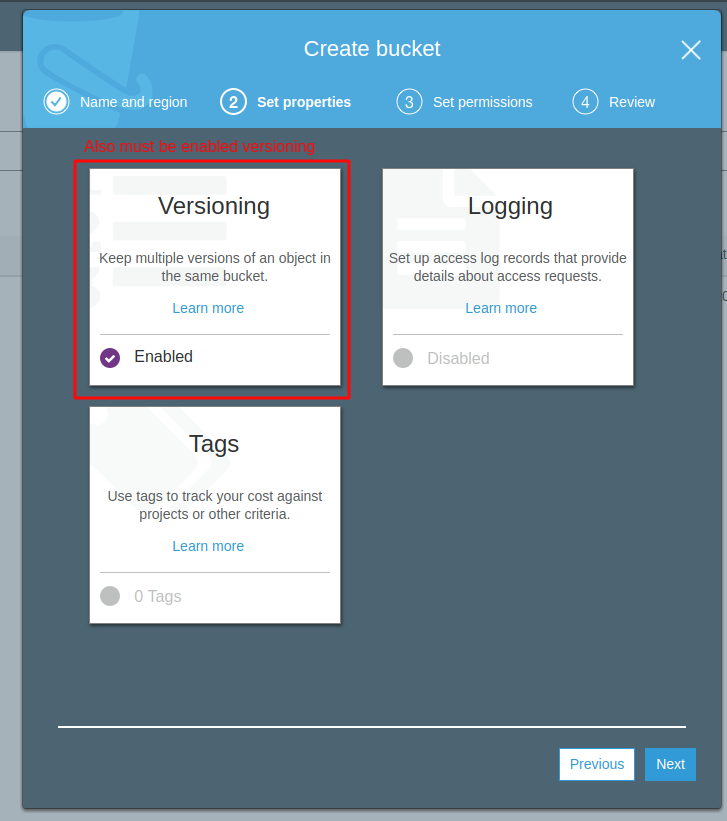 Create bucket
Name and region
2 Set properties
3 Set permissions
4 Review
Also must be enabled versioning
Versioning
Keep multiple versions of an object in
the same bucket.
Learn more
Enabled
Logging
Set up access log records that provide
details about access requests.
Learn more
Disabled
Tags
Use tags to track your cost against
projects or other criteria.
Learn more
0 Tags
Previous
Next